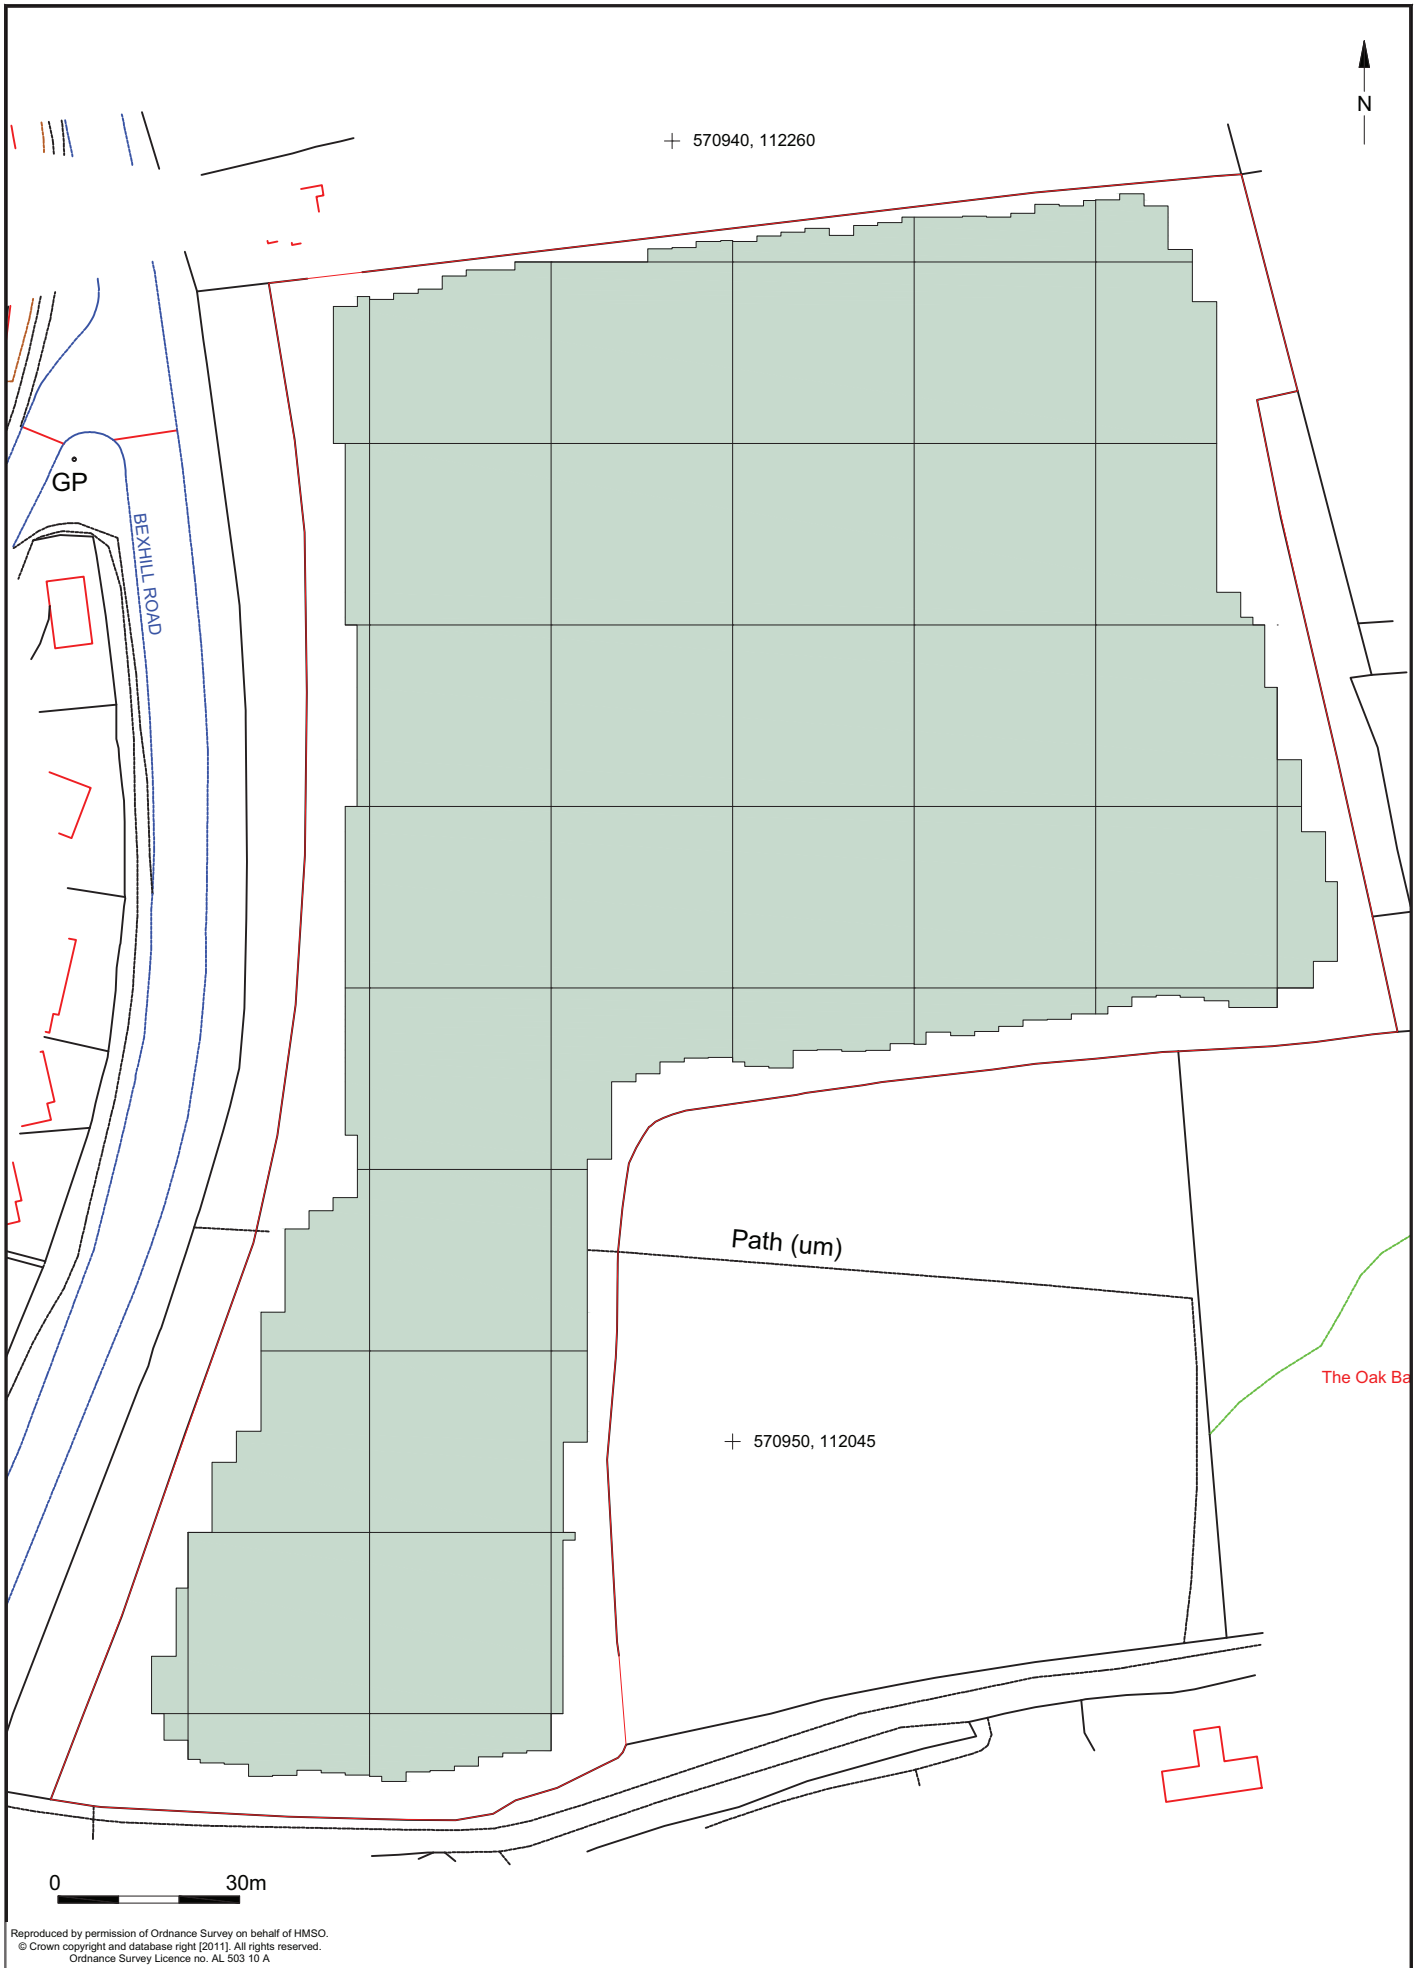 N
570940, 112260
GP
BEXHILL ROAD
Path (um)
The Oak Ba
570950, 112045
0 30m
Reproduced by permission of Ordnance Survey on behalf of HMSO.
© Crown copyright and database right [2011]. All rights reserved.
Ordnance Survey Licence no. AL 503 10 A